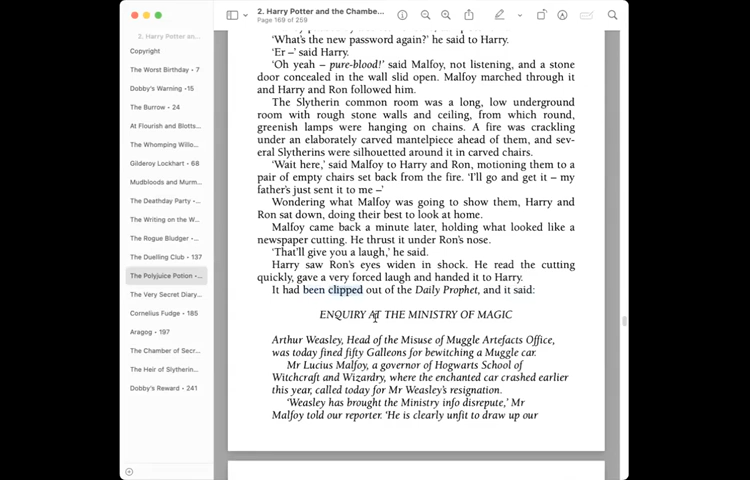 2. Harry Potter and the Chambe...
Page 169 of 259
2. Harry Potter an...
Copyright
The Worst Birthday • 7
Dobby's Warning •15
The Burrow • 24
At Flourish and Blotts...
The Whomping Willo...
Gilderoy Lockhart • 68
Mudbloods and Murm...
The Deathday Party •...
The Writing on the W...
The Rogue Bludger •...
The Duelling Club • 137
The Polyjuice Potion •...
The Very Secret Diary...
Cornelius Fudge • 185
Aragog • 197
The Chamber of Secr...
The Heir of Slytherin...
Dobby's Reward • 241
'What's the new password again?' he said to Harry.
'Er –' said Harry.
'Oh yeah – pure-blood!' said Malfoy, not listening, and a stone
door concealed in the wall slid open. Malfoy marched through it
and Harry and Ron followed him.
The Slytherin common room was a long, low underground
room with rough stone walls and ceiling, from which round,
greenish lamps were hanging on chains. A fire was crackling
under an elaborately carved mantelpiece ahead of them, and sev-
eral Slytherins were silhouetted around it in carved chairs.
'Wait here,' said Malfoy to Harry and Ron, motioning them to a
pair of empty chairs set back from the fire. 'I'll go and get it – my
father's just sent it to me –'
Wondering what Malfoy was going to show them, Harry and
Ron sat down, doing their best to look at home.
Malfoy came back a minute later, holding what looked like a
newspaper cutting. He thrust it under Ron's nose.
'That'll give you a laugh,' he said.
Harry saw Ron's eyes widen in shock. He read the cutting
quickly, gave a very forced laugh and handed it to Harry.
It had been clipped out of the Daily Prophet, and it said:
ENQUIRY AT THE MINISTRY OF MAGIC
Arthur Weasley, Head of the Misuse of Muggle Artefacts Office,
was today fined fifty Galleons for bewitching a Muggle car.
Mr Lucius Malfoy, a governor of Hogwarts School of
Witchcraft and Wizardry, where the enchanted car crashed earlier
this year, called today for Mr Weasley's resignation.
'Weasley has brought the Ministry info disrepute,' Mr
Malfoy told our reporter. 'He is clearly unfit to draw up our